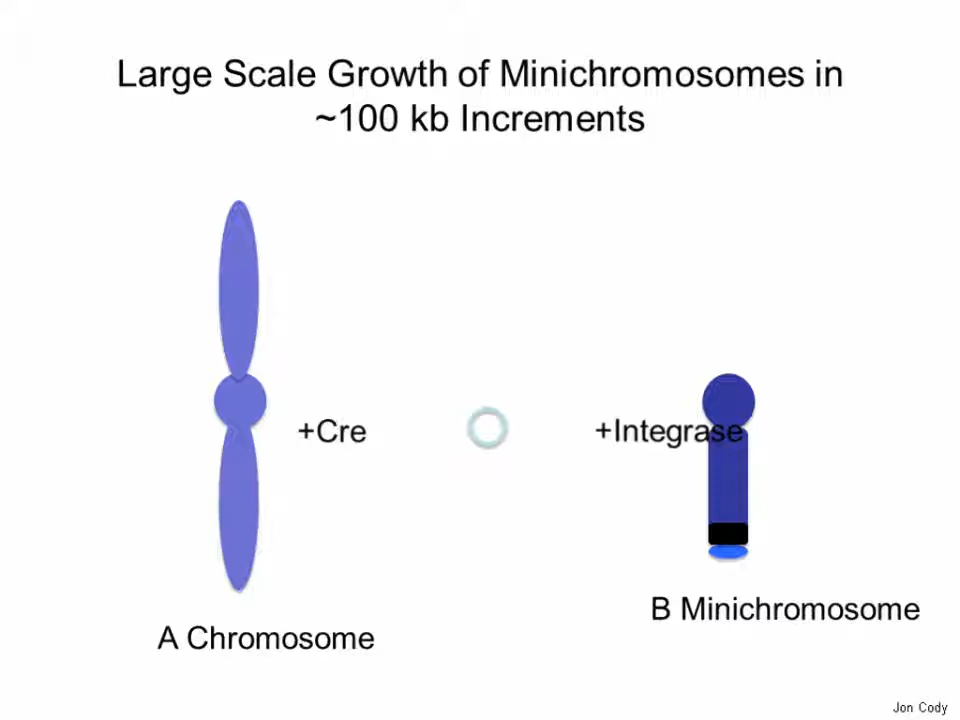 Large Scale Growth of Minichromosomes in
~100 kb Increments
+Cre
+Integrase
B Minichromosome
A Chromosome
Jon Cody